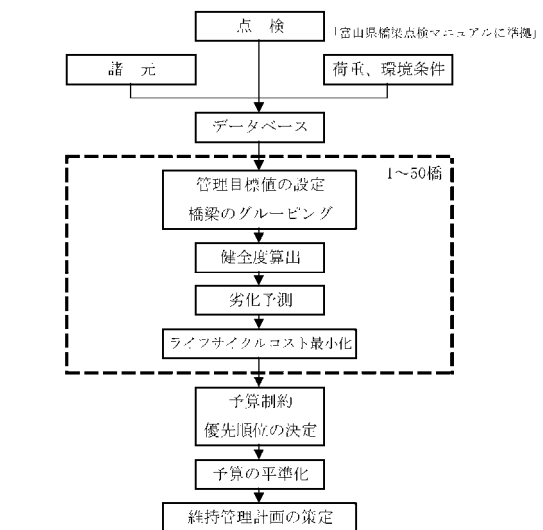 点　検
「富山県橋梁点検マニュアルに準拠」
諸　元
荷重、環境条件
データベース
1～50橋
管理目標値の設定
橋梁のグルーピング
健全度算出
劣化予測
ライフサイクルコスト最小化
予算制約
優先順位の決定
予算の平準化
維持管理計画の策定